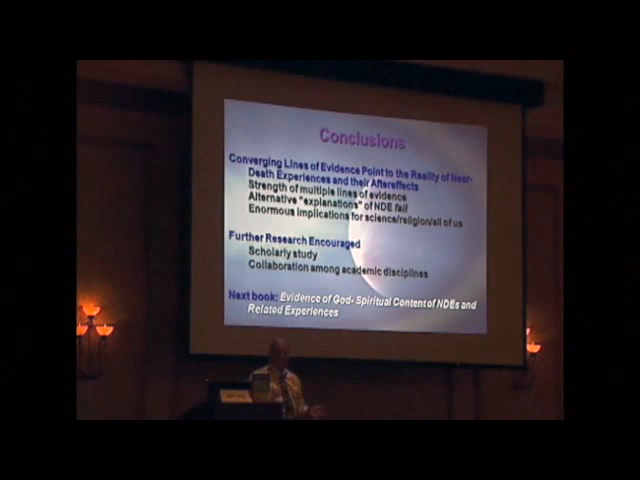 Conclusions
Converging Lines of Evidence Point to the Reality of Near-
Death Experiences and their Aftereffects
Strength of multiple lines of evidence
Alternative "explanations" of NDE fail
Enormous implications for science/religion/all of us
Further Research Encouraged
Scholarly study
Collaboration among academic disciplines
Next book: Evidence of God- Spiritual Content of NDEs and
Related Experiences